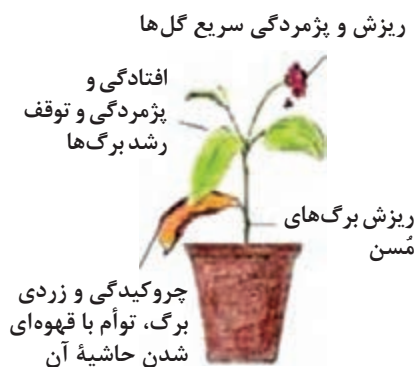 ریزش و پژمردگی سریع گل‌ها
افتادگی و
پژمردگی و توقف
رشد برگ‌ها
ریزش برگ‌های
مُسن
چروکیدگی و زردی
برگ، توأم با قهوه‌ای
شدن حاشیهٔ آن